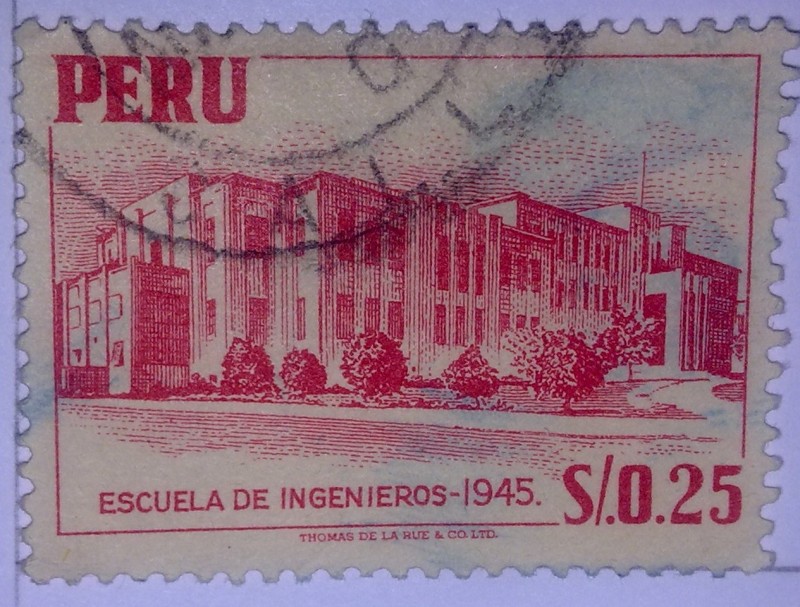 PERU
ESCUELA DE INGENIEROS-1945.
S/.0.25
THOMAS DE LA RUE & CO. LTD.